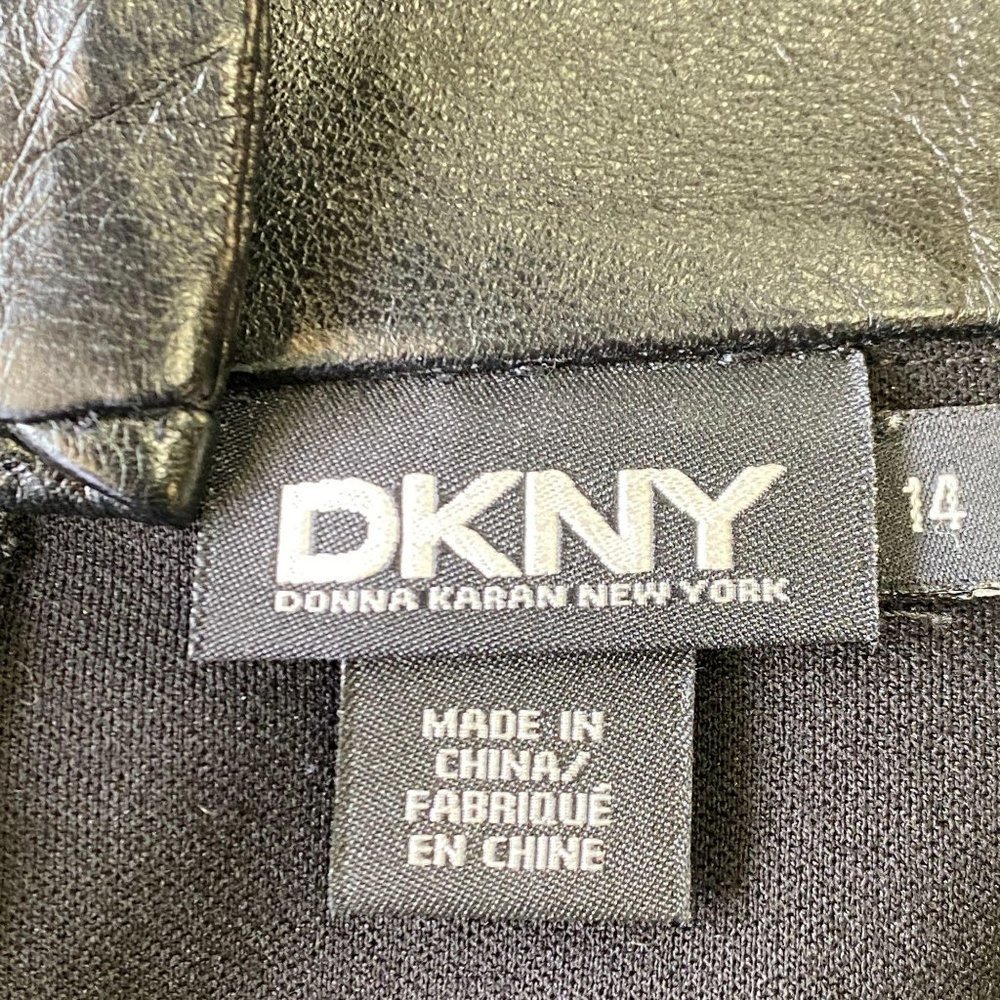 DKNY
DONNA KARAN NEW YORK
14
MADE IN
CHINA/
FABRIQUÉ
EN CHINE